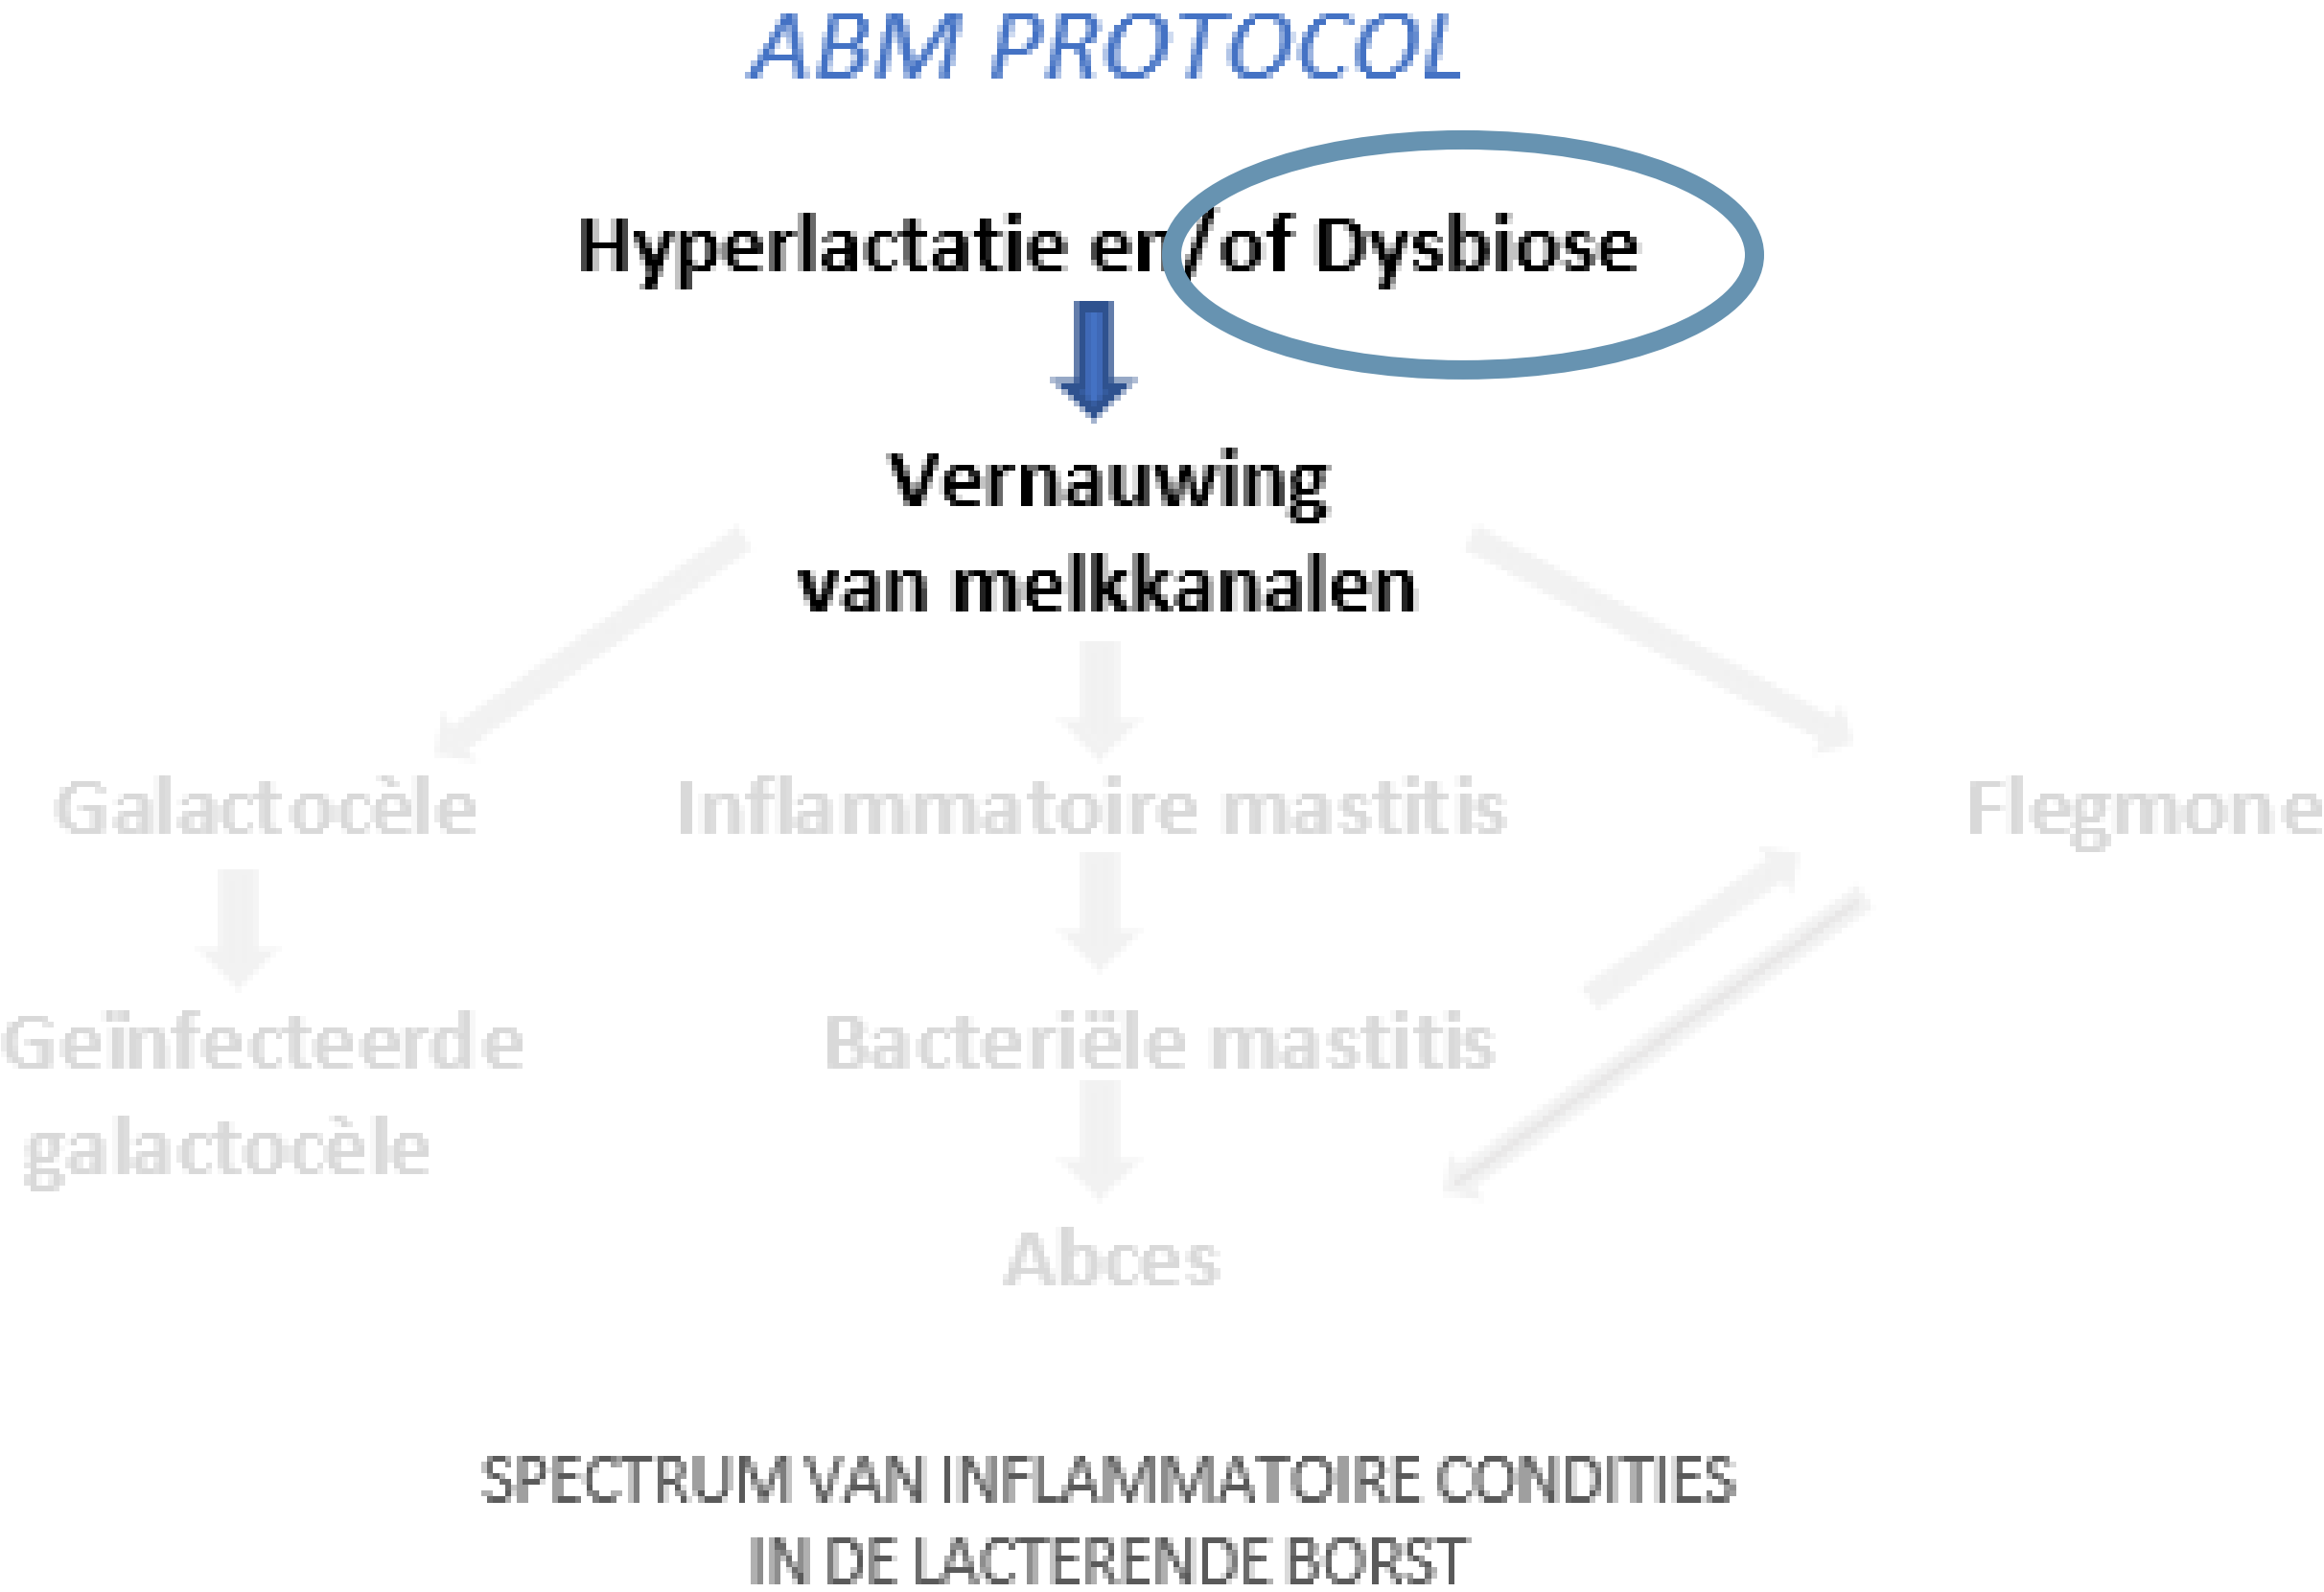 ABM PROTOCOL
Hyperlactatie en/of Dysbiose
Vernauwing
van melkkanalen
Galactocèle
Inflammatoire mastitis
Flegmone
Geïnfecteerde
galactocèle
Bacteriële mastitis
Abces
SPECTRUM VAN INFLAMMATOIRE CONDITIES
IN DE LACTERENDE BORST